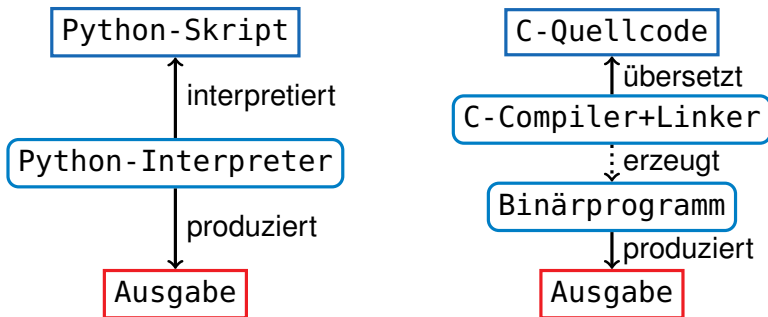 Python-Skript
interpretiert
Python-Interpreter
produziert
Ausgabe
C-Quellcode
übersetzt
C-Compiler+Linker
erzeugt
Binärprogramm
produziert
Ausgabe